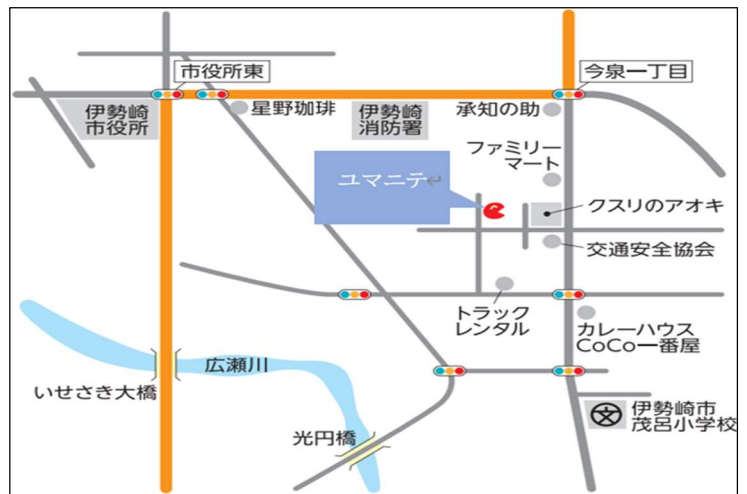 市役所東
今泉一丁目
伊勢崎
市役所
星野珈琲
伊勢崎
消防署
承知の助
ファミリー
マート
ユマニテ↵
クスリのアオキ
交通安全協会
トラック
レンタル
カレーハウス
CoCo一番屋
広瀬川
いせさき大橋
伊勢崎市
茂呂小学校
光円橋